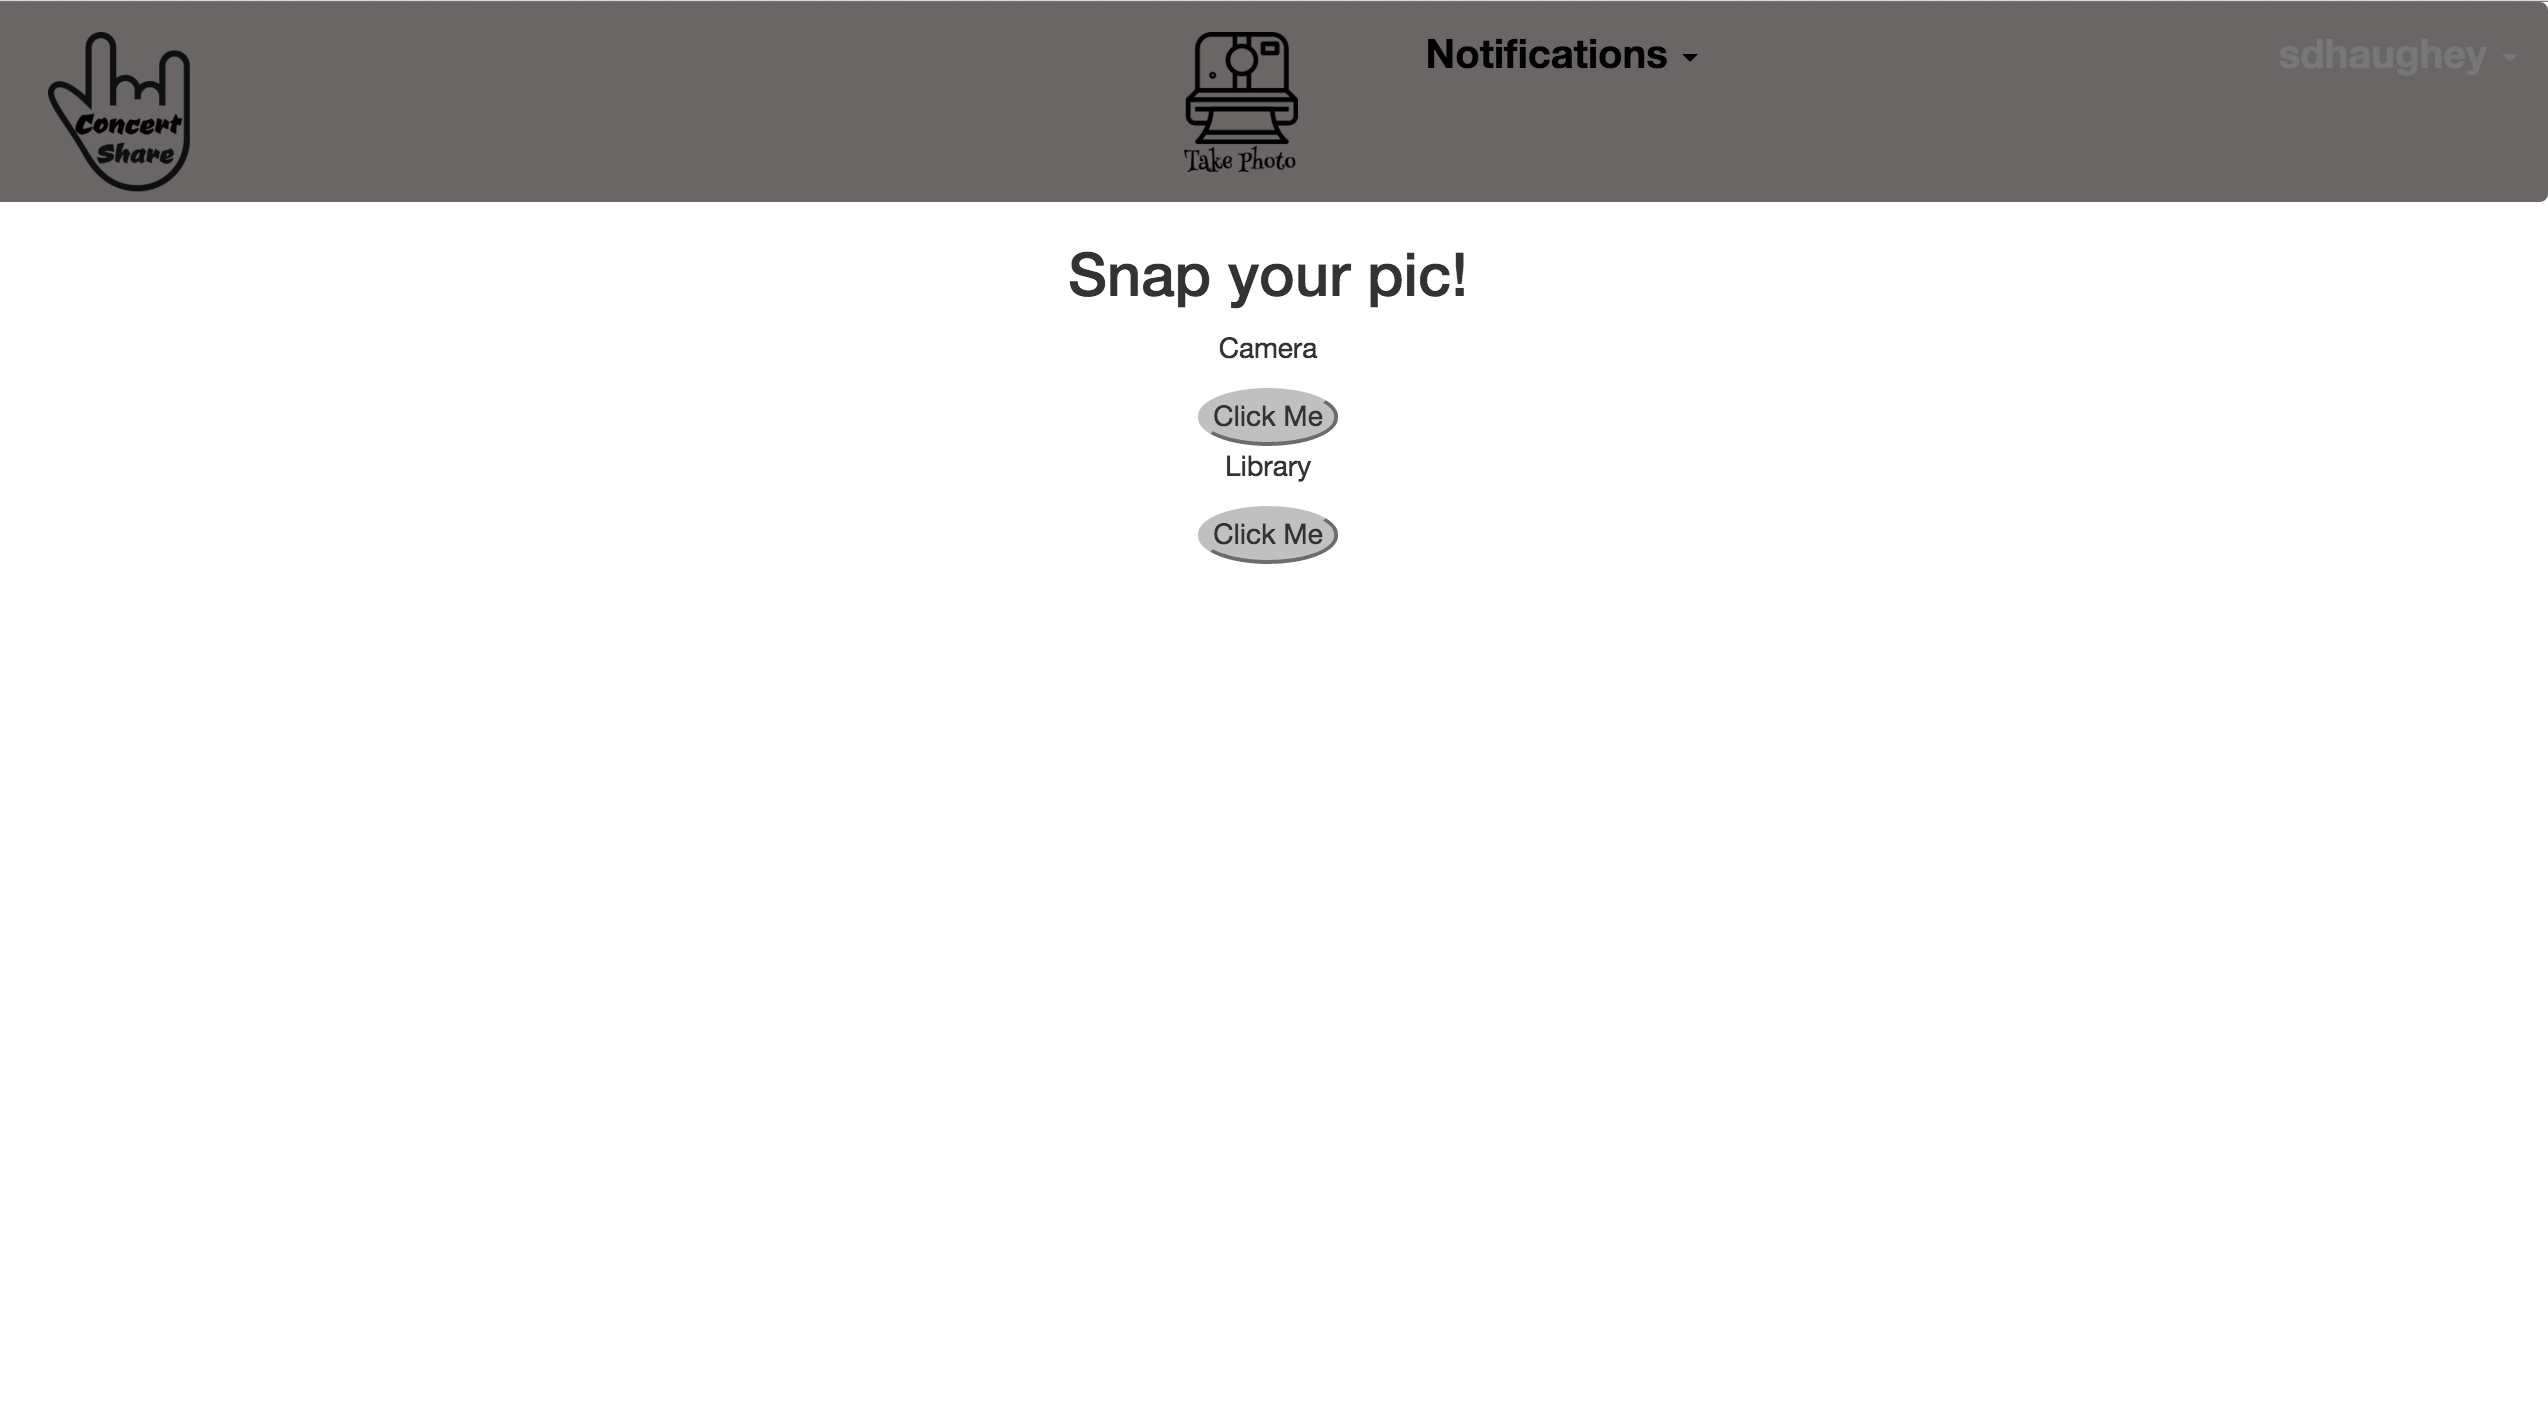 Concert
Share
Take Photo
Notifications
sdhaughey
Snap your pic!
Camera
Click Me
Library
Click Me